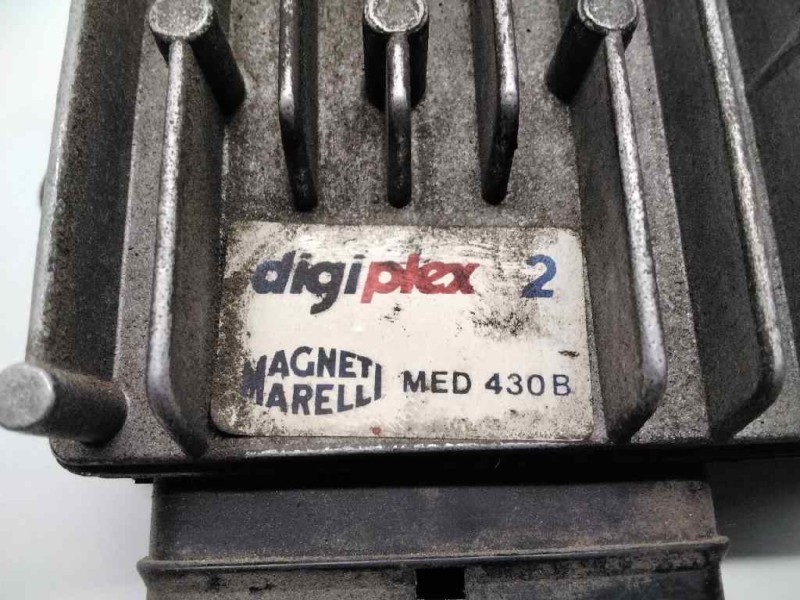 digiplex 2
MAGNETI MARELLI MED 430B